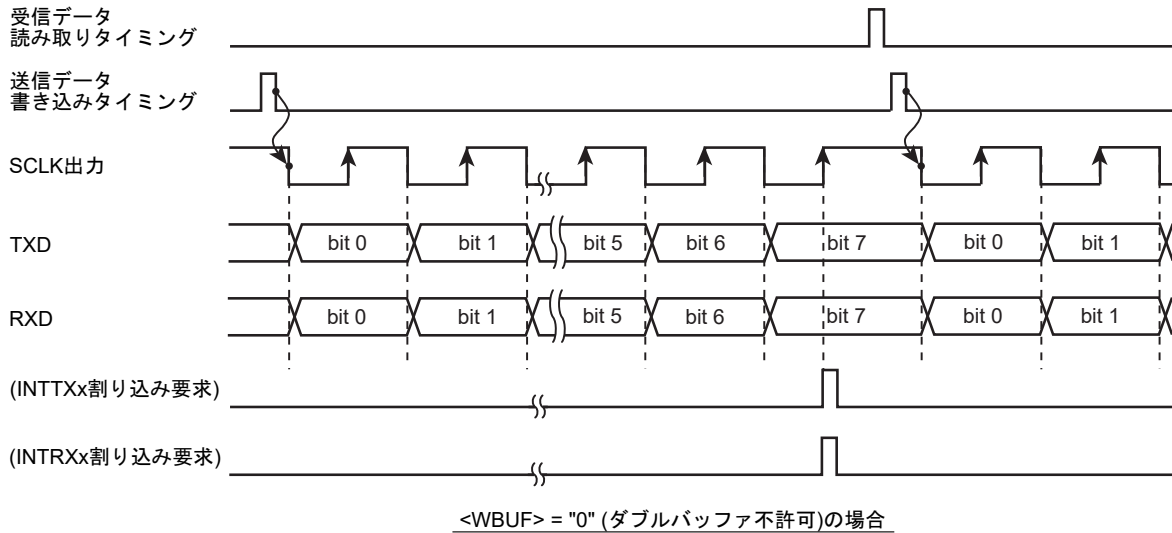 受信データ
読み取りタイミング
送信データ
書き込みタイミング
SCLK出力
TXD
bit 0 bit 1 bit 5 bit 6 bit 7 bit 0 bit 1
RXD
bit 0 bit 1 bit 5 bit 6 bit 7 bit 0 bit 1
(INTTXx割り込み要求)
(INTRXx割り込み要求)
<WBUF> = "0" (ダブルバッファ不許可)の場合